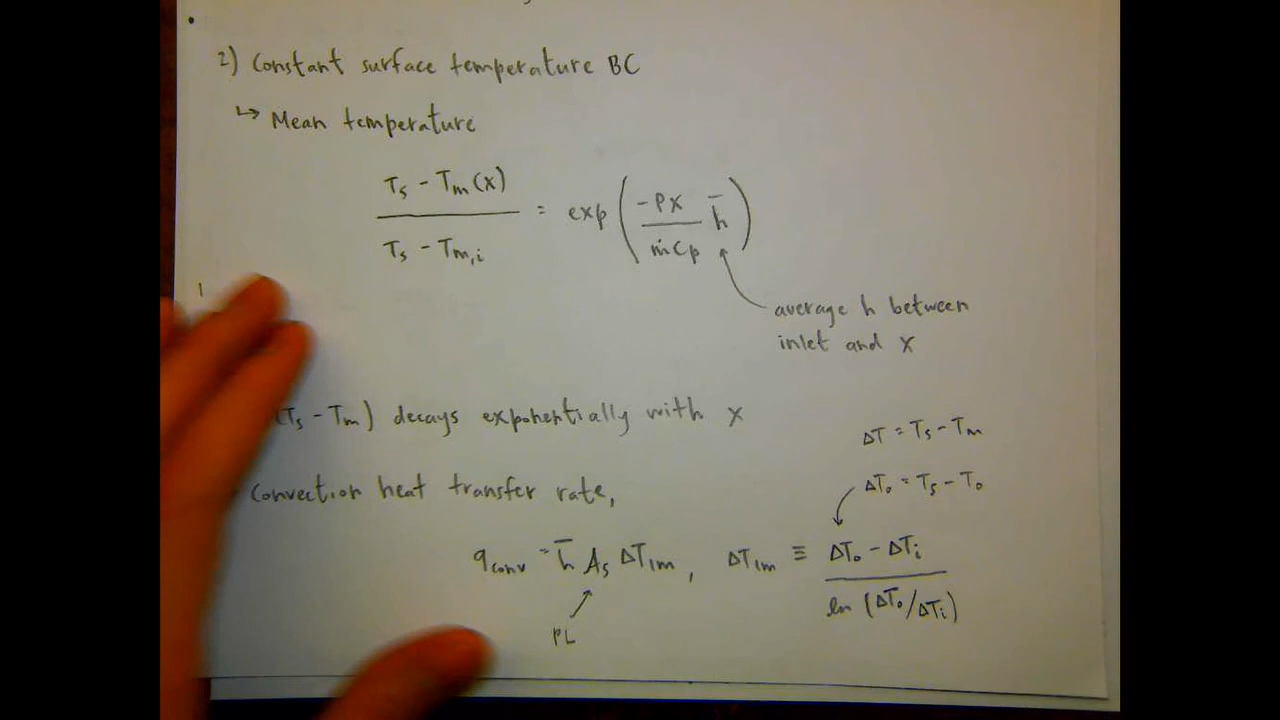 2) Constant surface temperature BC
↳ Mean temperature
Ts - Tm(x) / Ts - Tm,i = exp( -Px / ṁCp h̄ )
average h between
inlet and x
(Ts - Tm) decays exponentially with x
ΔT = Ts - Tm
ΔTo = Ts - To
Convection heat transfer rate,
qconv = h̄ As ΔTlm, ΔTlm ≡ ΔTo - ΔTi / ln (ΔTo/ΔTi)
PL